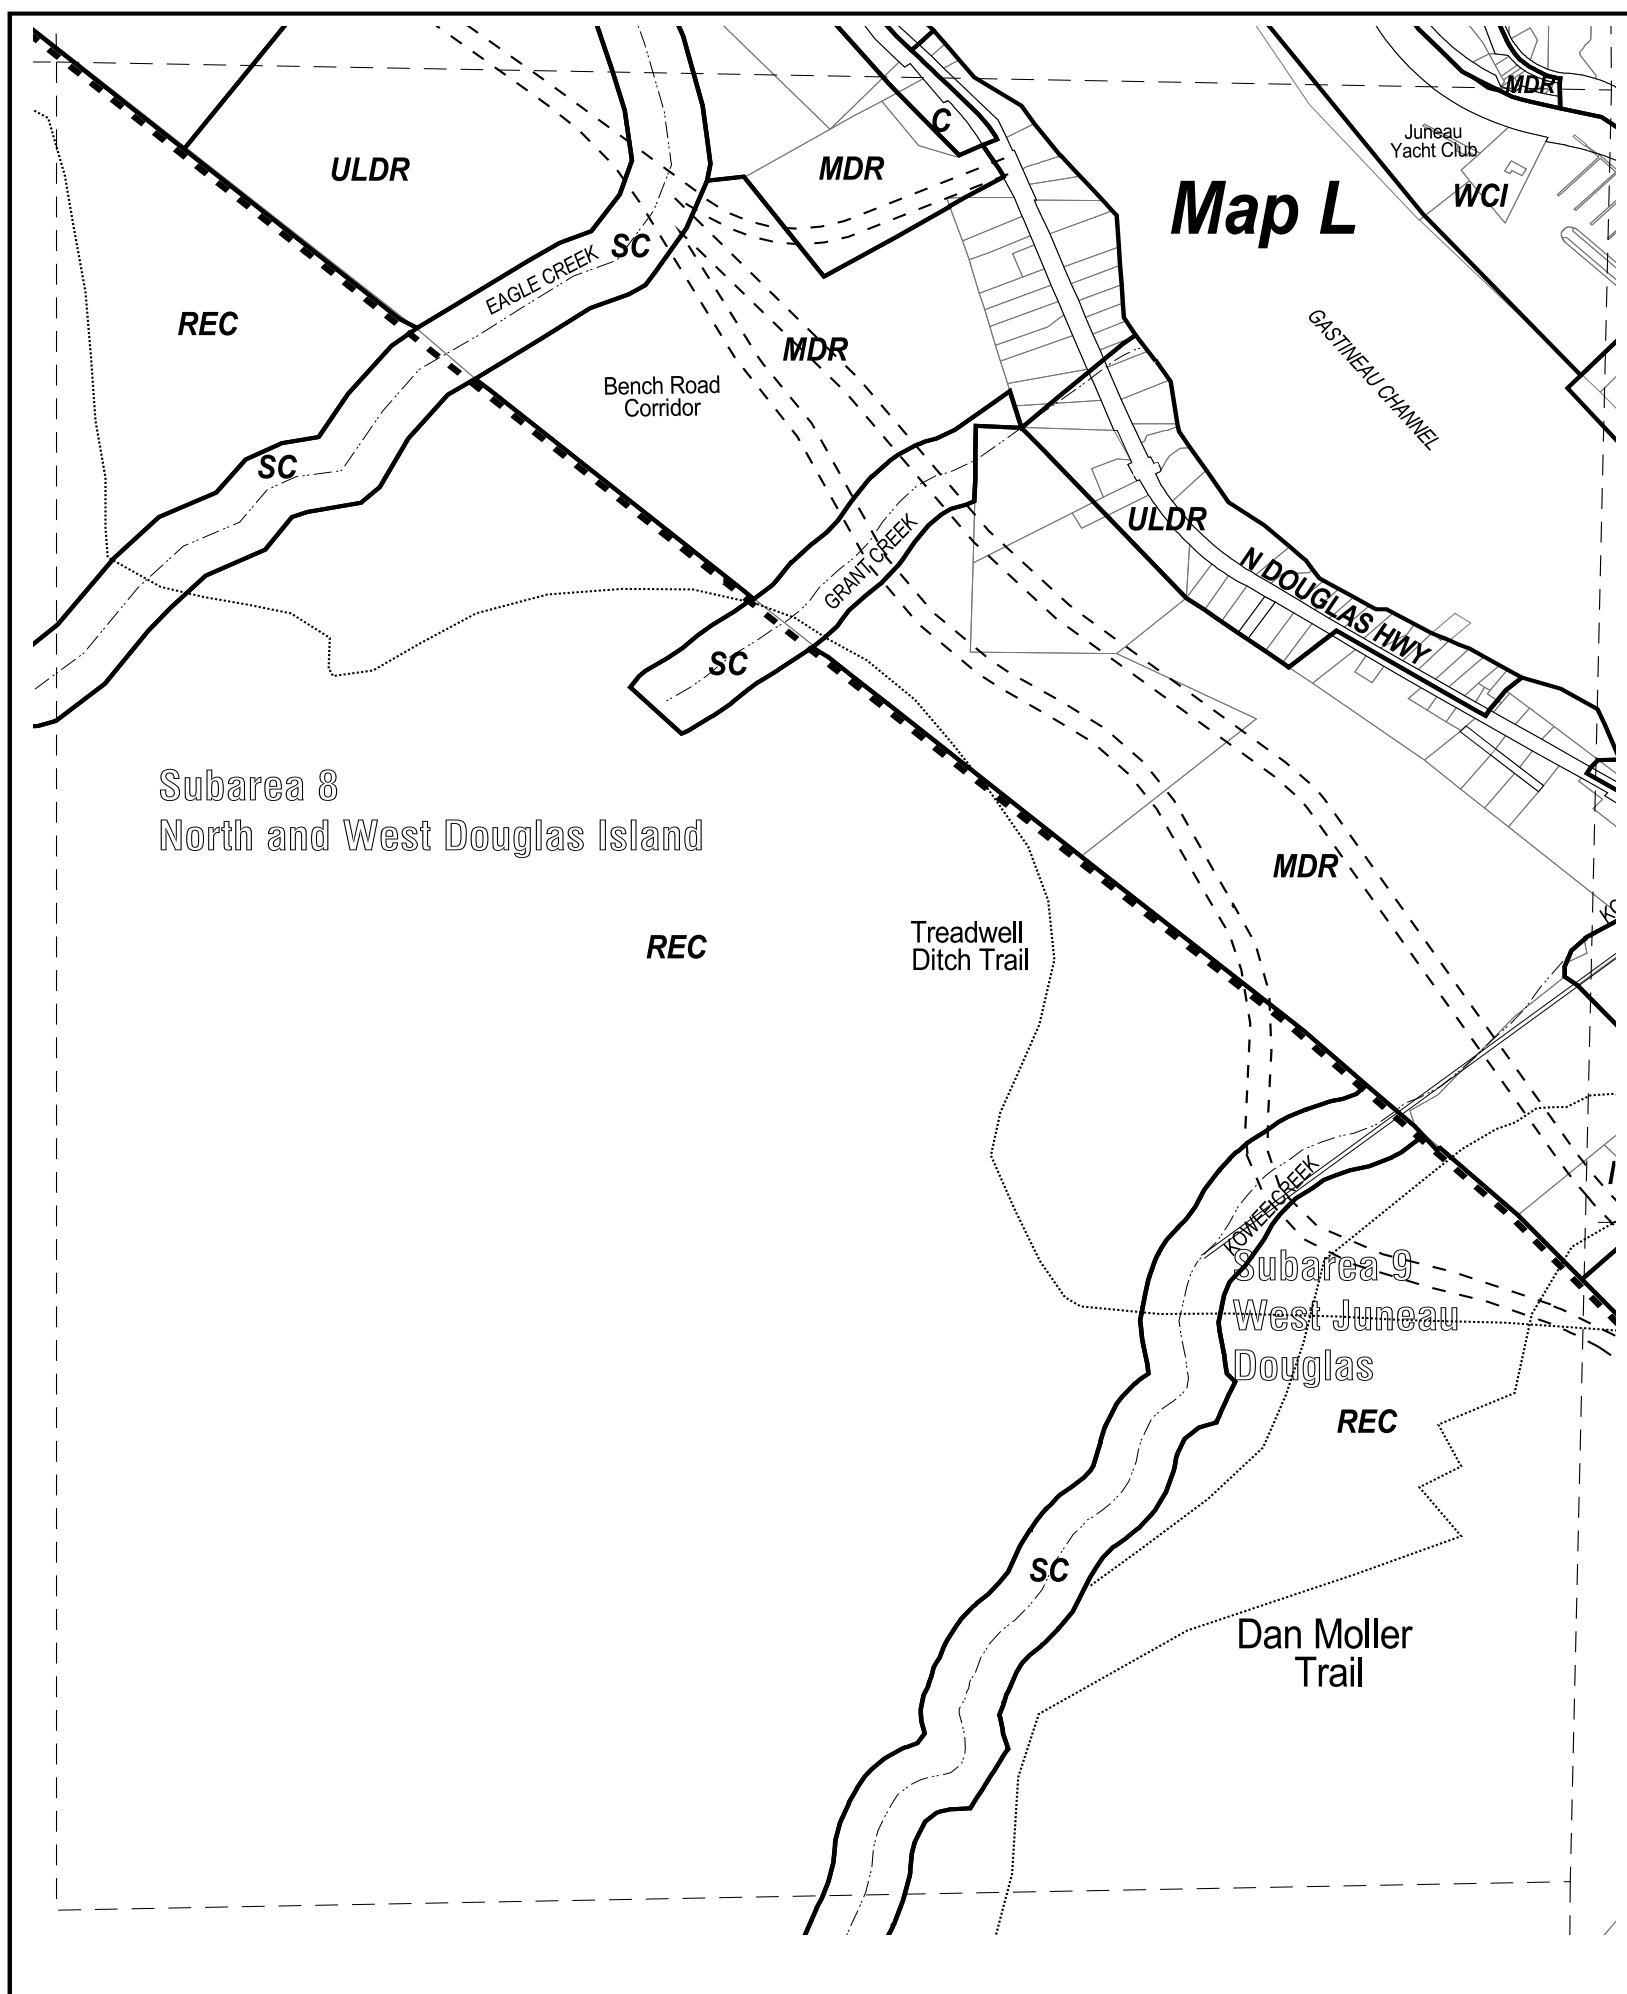 MDR
C
Juneau
Yacht Club
ULDR
MDR
Map L
WCI
SC
EAGLE CREEK
REC
MDR
GASTINEAU CHANNEL
Bench Road
Corridor
SC
ULDR
GRANT CREEK
N DOUGLAS HWY
SC
Subarea 8
North and West Douglas Island
MDR
REC
Treadwell
Ditch Trail
KOWEE CREEK
Subarea 9
West Juneau
Douglas
REC
SC
Dan Moller
Trail